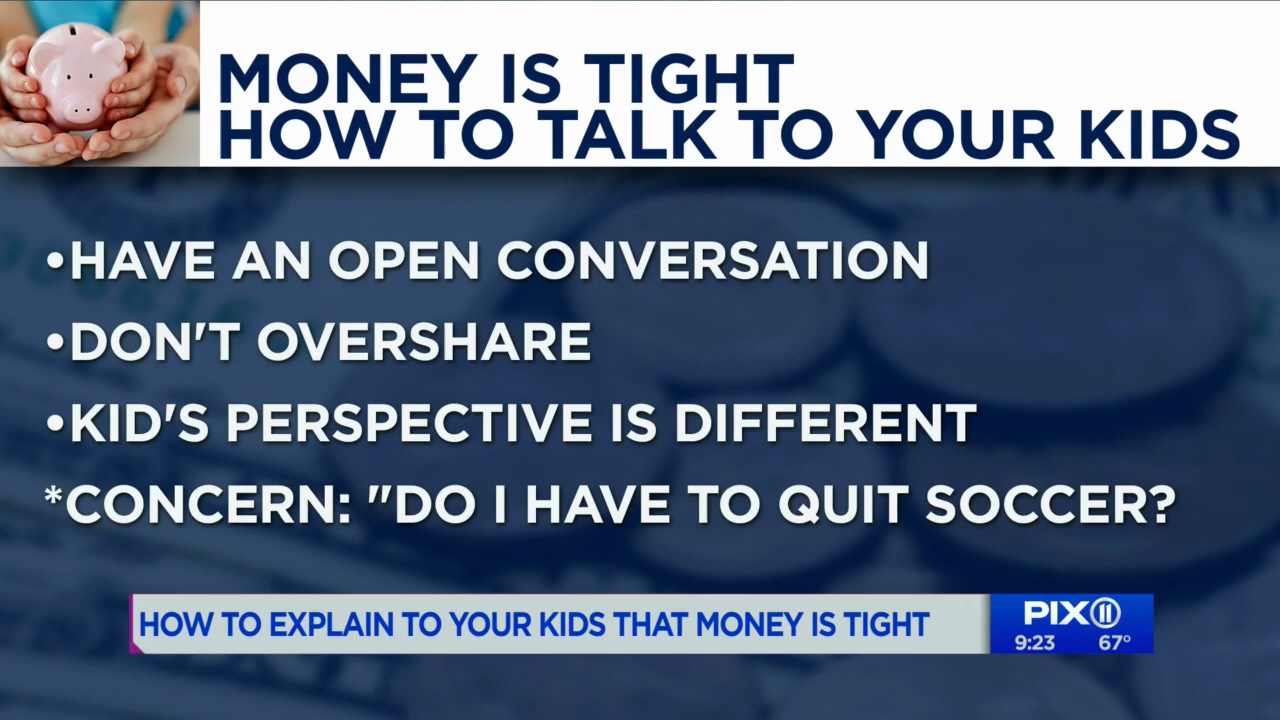 MONEY IS TIGHT
HOW TO TALK TO YOUR KIDS
•HAVE AN OPEN CONVERSATION
•DON'T OVERSHARE
•KID'S PERSPECTIVE IS DIFFERENT
*CONCERN: "DO I HAVE TO QUIT SOCCER?
HOW TO EXPLAIN TO YOUR KIDS THAT MONEY IS TIGHT
PIX11
9:23 67°